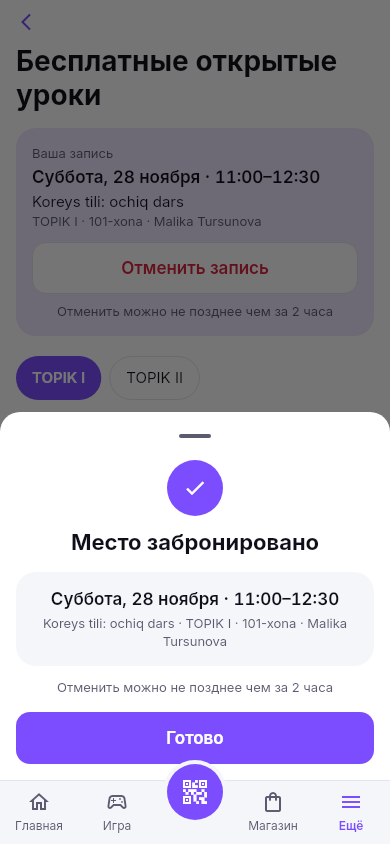 Бесплатные открытые
уроки
Ваша запись
Суббота, 28 ноября · 11:00–12:30
Koreys tili: ochiq dars
TOPIK I · 101-xona · Malika Tursunova
Отменить запись
Отменить можно не позднее чем за 2 часа
TOPIK I
TOPIK II
Место забронировано
Суббота, 28 ноября · 11:00–12:30
Koreys tili: ochiq dars · TOPIK I · 101-xona · Malika
Tursunova
Отменить можно не позднее чем за 2 часа
Готово
Главная
Игра
Магазин
Ещё